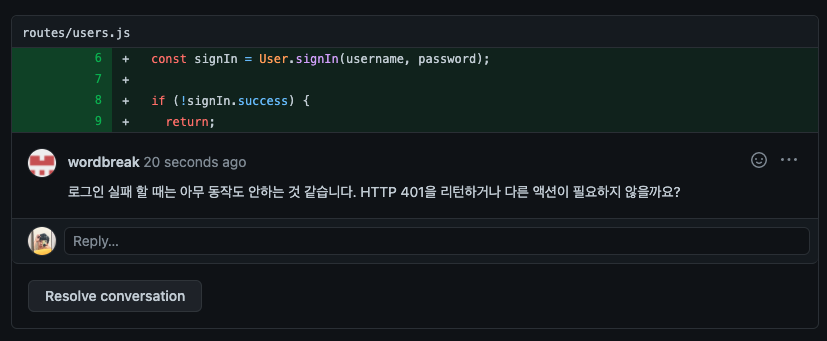 routes/users.js
6 + const signIn = User.signIn(username, password);
7 +
8 + if (!signIn.success) {
9 + return;
wordbreak 20 seconds ago
로그인 실패 할 때는 아무 동작도 안하는 것 같습니다. HTTP 401을 리턴하거나 다른 액션이 필요하지 않을까요?
Reply...
Resolve conversation